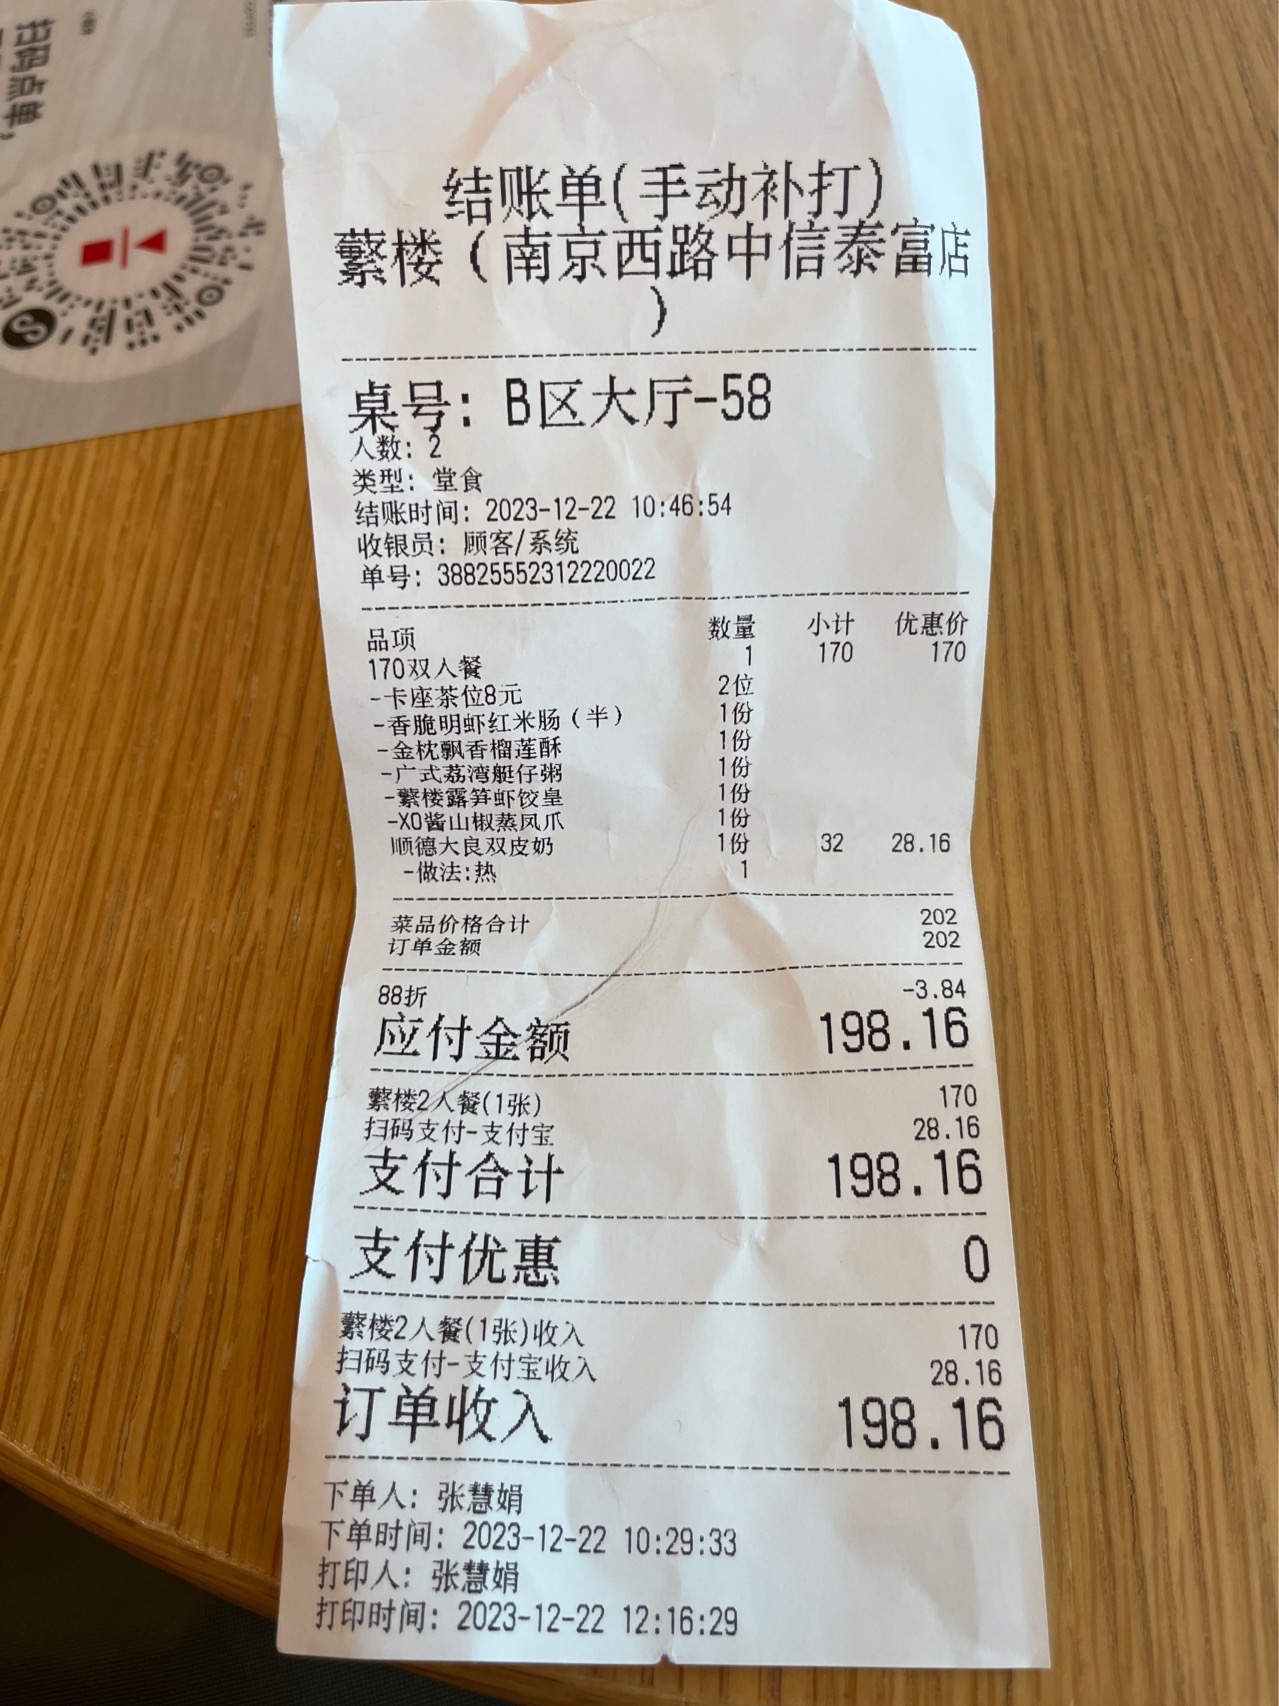 扫码点单,
结账单(手动补打)
蘩楼（南京西路中信泰富店
）
桌号: B区大厅-58
人数: 2
类型: 堂食
结账时间: 2023-12-22 10:46:54
收银员: 顾客/系统
单号: 38825552312220022
品项 数量 小计 优惠价
170双人餐 1 170 170
-卡座茶位8元 2位
-香脆明虾红米肠（半） 1份
-金枕飘香榴莲酥 1份
-广式荔湾艇仔粥 1份
-蘩楼露笋虾饺皇 1份
-XO酱山椒蒸凤爪 1份
顺德大良双皮奶 1份 32 28.16
-做法:热 1
菜品价格合计 202
订单金额 202
88折 -3.84
应付金额 198.16
蘩楼2人餐(1张) 170
扫码支付-支付宝 28.16
支付合计 198.16
支付优惠 0
蘩楼2人餐(1张)收入 170
扫码支付-支付宝收入 28.16
订单收入 198.16
下单人: 张慧娟
下单时间: 2023-12-22 10:29:33
打印人: 张慧娟
打印时间: 2023-12-22 12:16:29